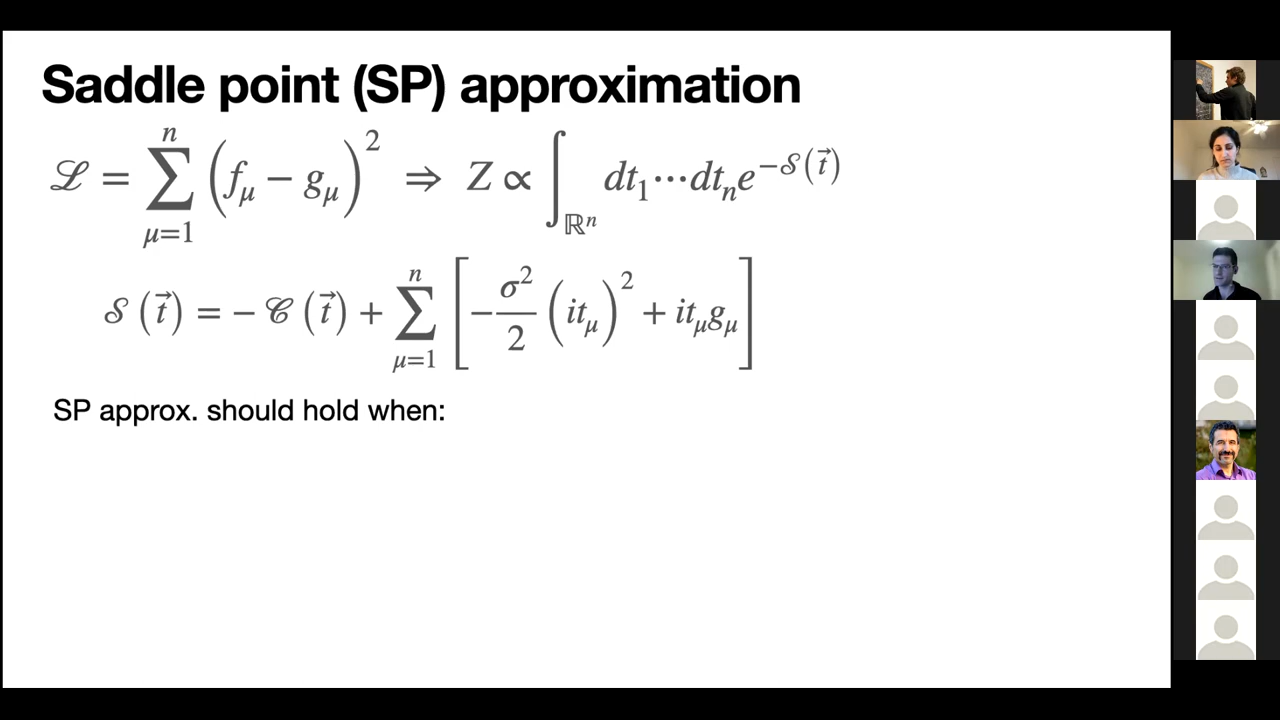 Saddle point (SP) approximation
ℒ = ∑_{μ=1}^{n} (f_μ − g_μ)^2 ⇒ Z ∝ ∫_{ℝ^n} dt_1⋯dt_n e^{−𝒮(t⃗)}
𝒮(t⃗) = −𝒞(t⃗) + ∑_{μ=1}^{n} [−σ^2/2 (it_μ)^2 + it_μ g_μ]
SP approx. should hold when: